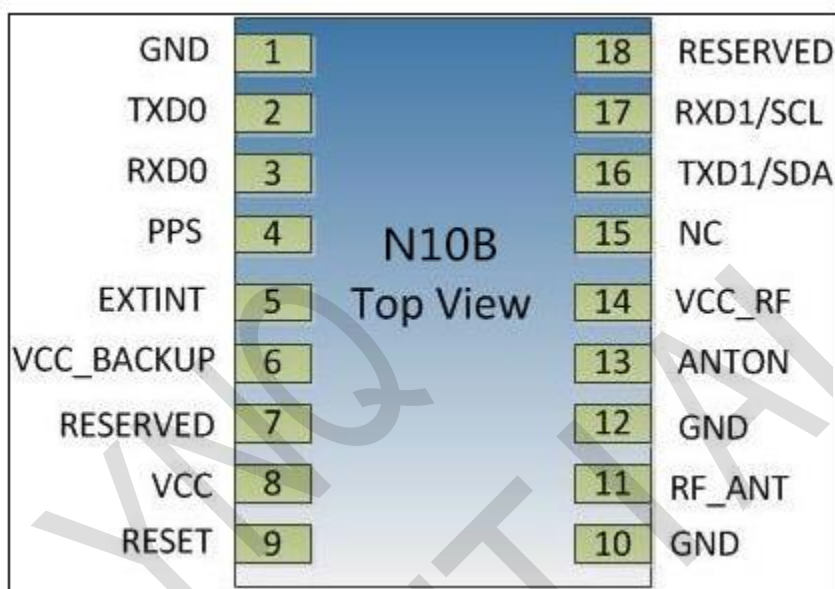 GND 1 18 RESERVED
TXD0 2 17 RXD1/SCL
RXD0 3 16 TXD1/SDA
PPS 4 15 NC
N10B
EXTINT 5 Top View 14 VCC_RF
VCC_BACKUP 6 13 ANTON
RESERVED 7 12 GND
VCC 8 11 RF_ANT
RESET 9 10 GND